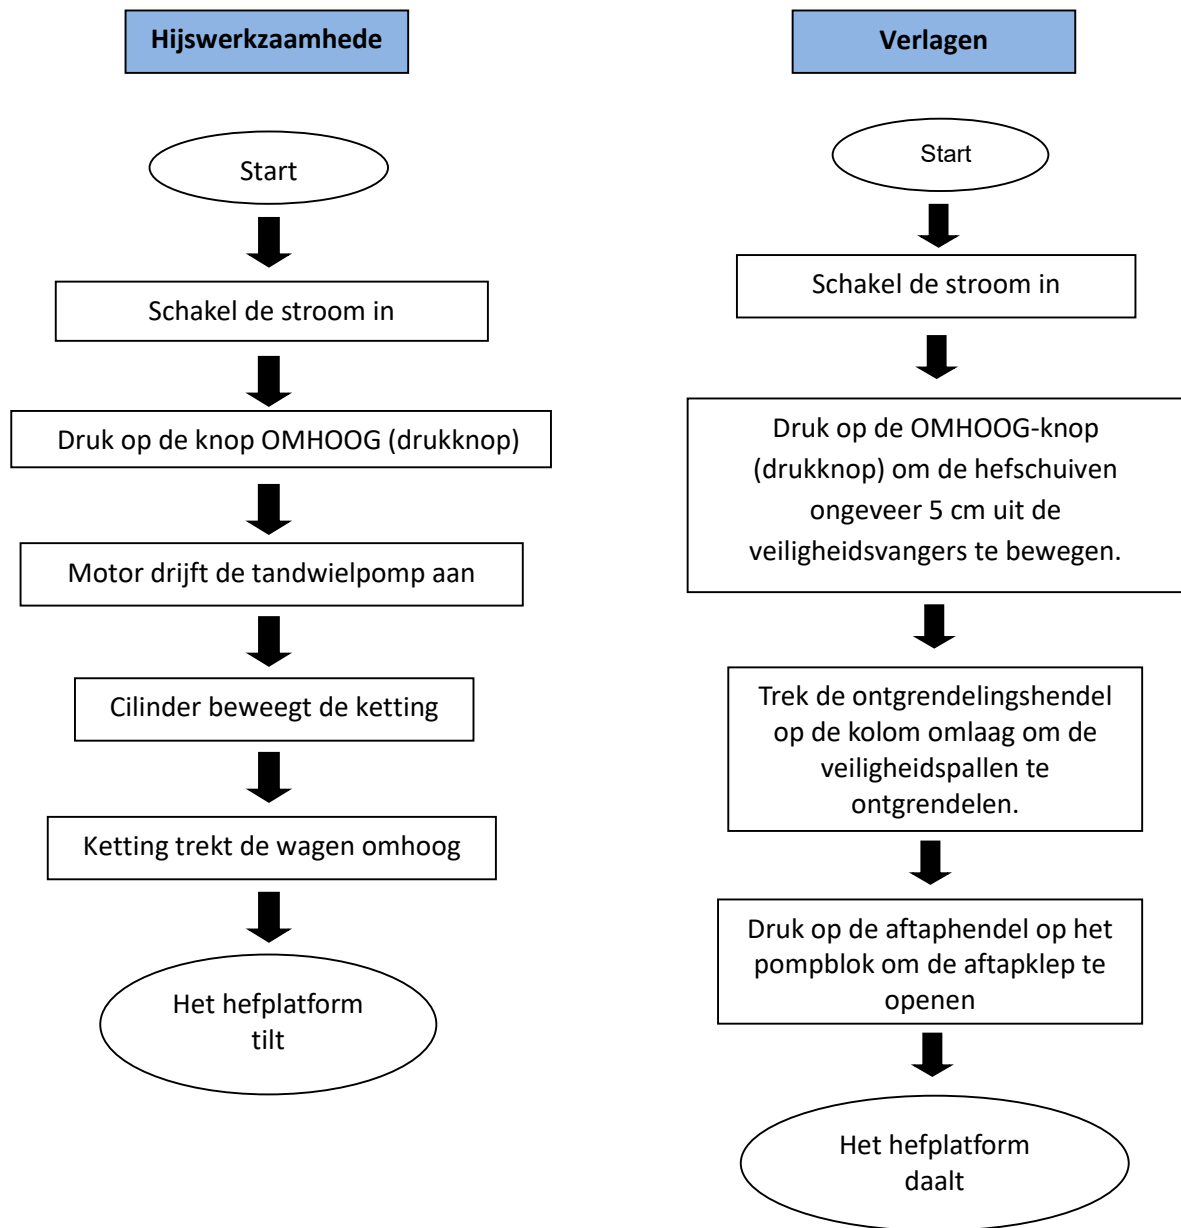 Hijswerkzaamhede
Start
Schakel de stroom in
Druk op de knop OMHOOG (drukknop)
Motor drijft de tandwielpomp aan
Cilinder beweegt de ketting
Ketting trekt de wagen omhoog
Het hefplatform
tilt
Verlagen
Start
Schakel de stroom in
Druk op de OMHOOG-knop
(drukknop) om de hefschuiven
ongeveer 5 cm uit de
veiligheidsvangers te bewegen.
Trek de ontgrendelingshendel
op de kolom omlaag om de
veiligheidspallen te
ontgrendelen.
Druk op de aftaphendel op het
pompblok om de aftapklep te
openen
Het hefplatform
daalt